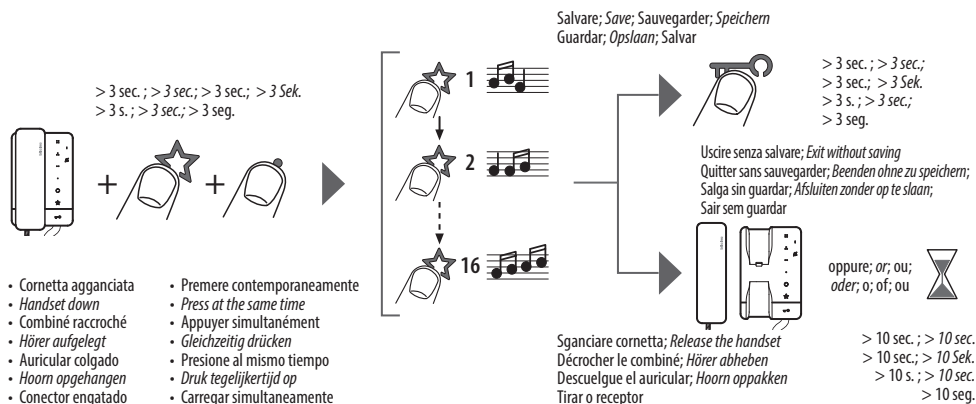 Salvare; Save; Sauvegarder; Speichern
Guardar; Opslaan; Salvar
> 3 sec. ; > 3 sec.; > 3 sec.; > 3 Sek.
> 3 s. ; > 3 sec.; > 3 seg.
1
2
16
> 3 sec. ; > 3 sec.;
> 3 sec.; > 3 Sek.
> 3 s. ; > 3 sec.;
> 3 seg.
Uscire senza salvare; Exit without saving
Quitter sans sauvegarder; Beenden ohne zu speichern;
Salga sin guardar; Afsluiten zonder op te slaan;
Sair sem guardar
oppure; or; ou;
oder; o; of; ou
• Cornetta agganciata
• Handset down
• Combiné raccroché
• Hörer aufgelegt
• Auricular colgado
• Hoorn opgehangen
• Conector engatado
• Premere contemporaneamente
• Press at the same time
• Appuyer simultanément
• Gleichzeitig drücken
• Presione al mismo tiempo
• Druk tegelijkertijd op
• Carregar simultaneamente
Sganciare cornetta; Release the handset
Décrocher le combiné; Hörer abheben
Descuelgue el auricular; Hoorn oppakken
Tirar o receptor
> 10 sec. ; > 10 sec.
> 10 sec.; > 10 Sek.
> 10 s. ; > 10 sec.
> 10 seg.